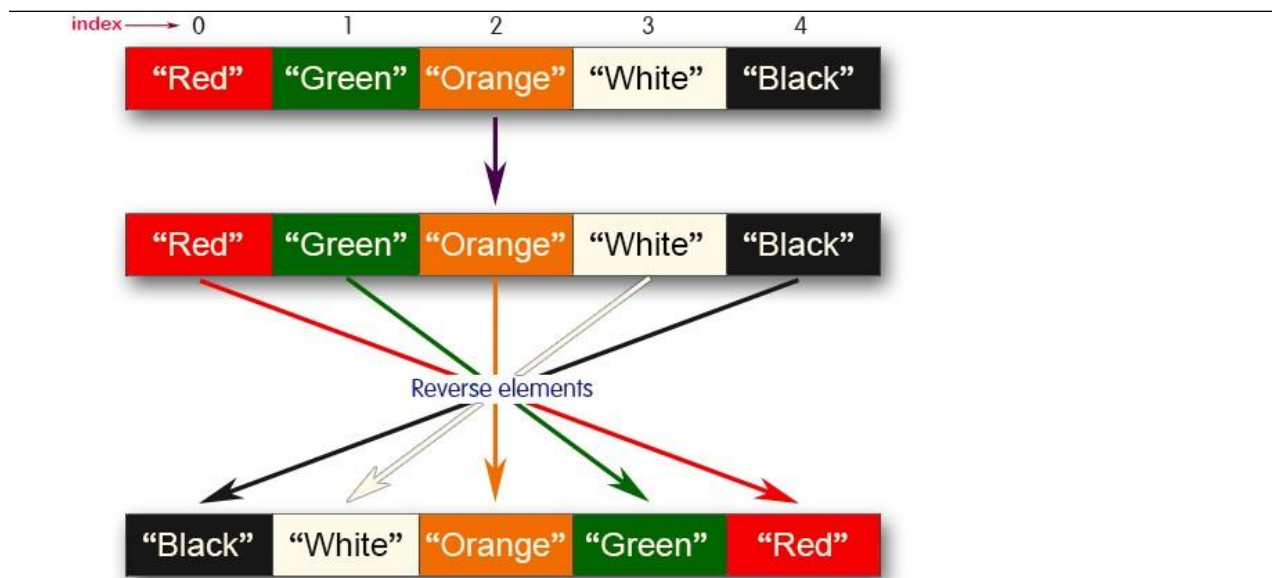 index 0 1 2 3 4
“Red” “Green” “Orange” “White” “Black”
“Red” “Green” “Orange” “White” “Black”
Reverse elements
“Black” “White” “Orange” “Green” “Red”